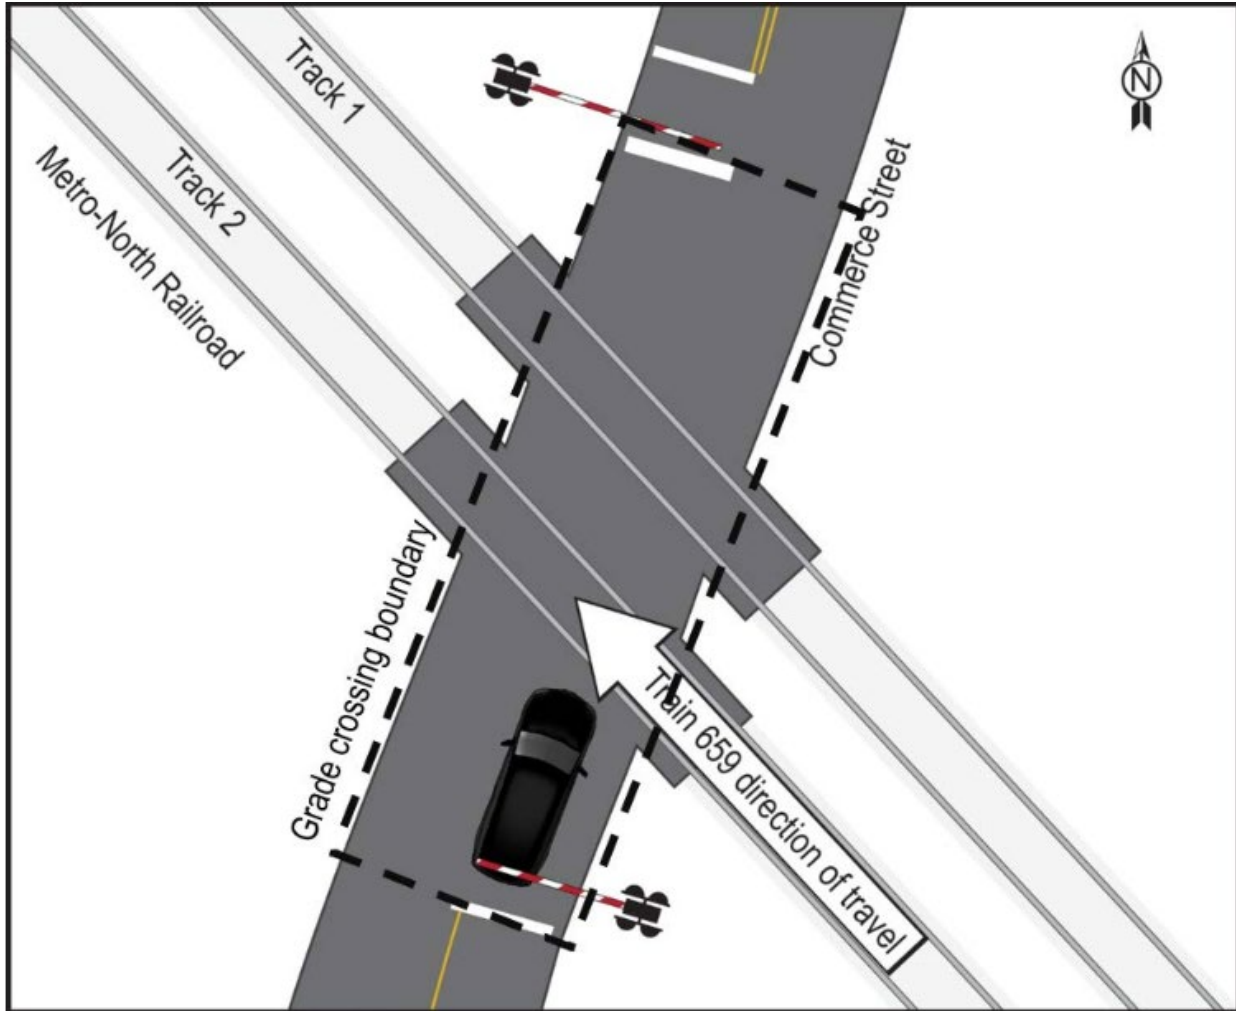 Track 1
N
Track 2
Metro-North Railroad
Commerce Street
Grade crossing boundary
Train 659 direction of travel